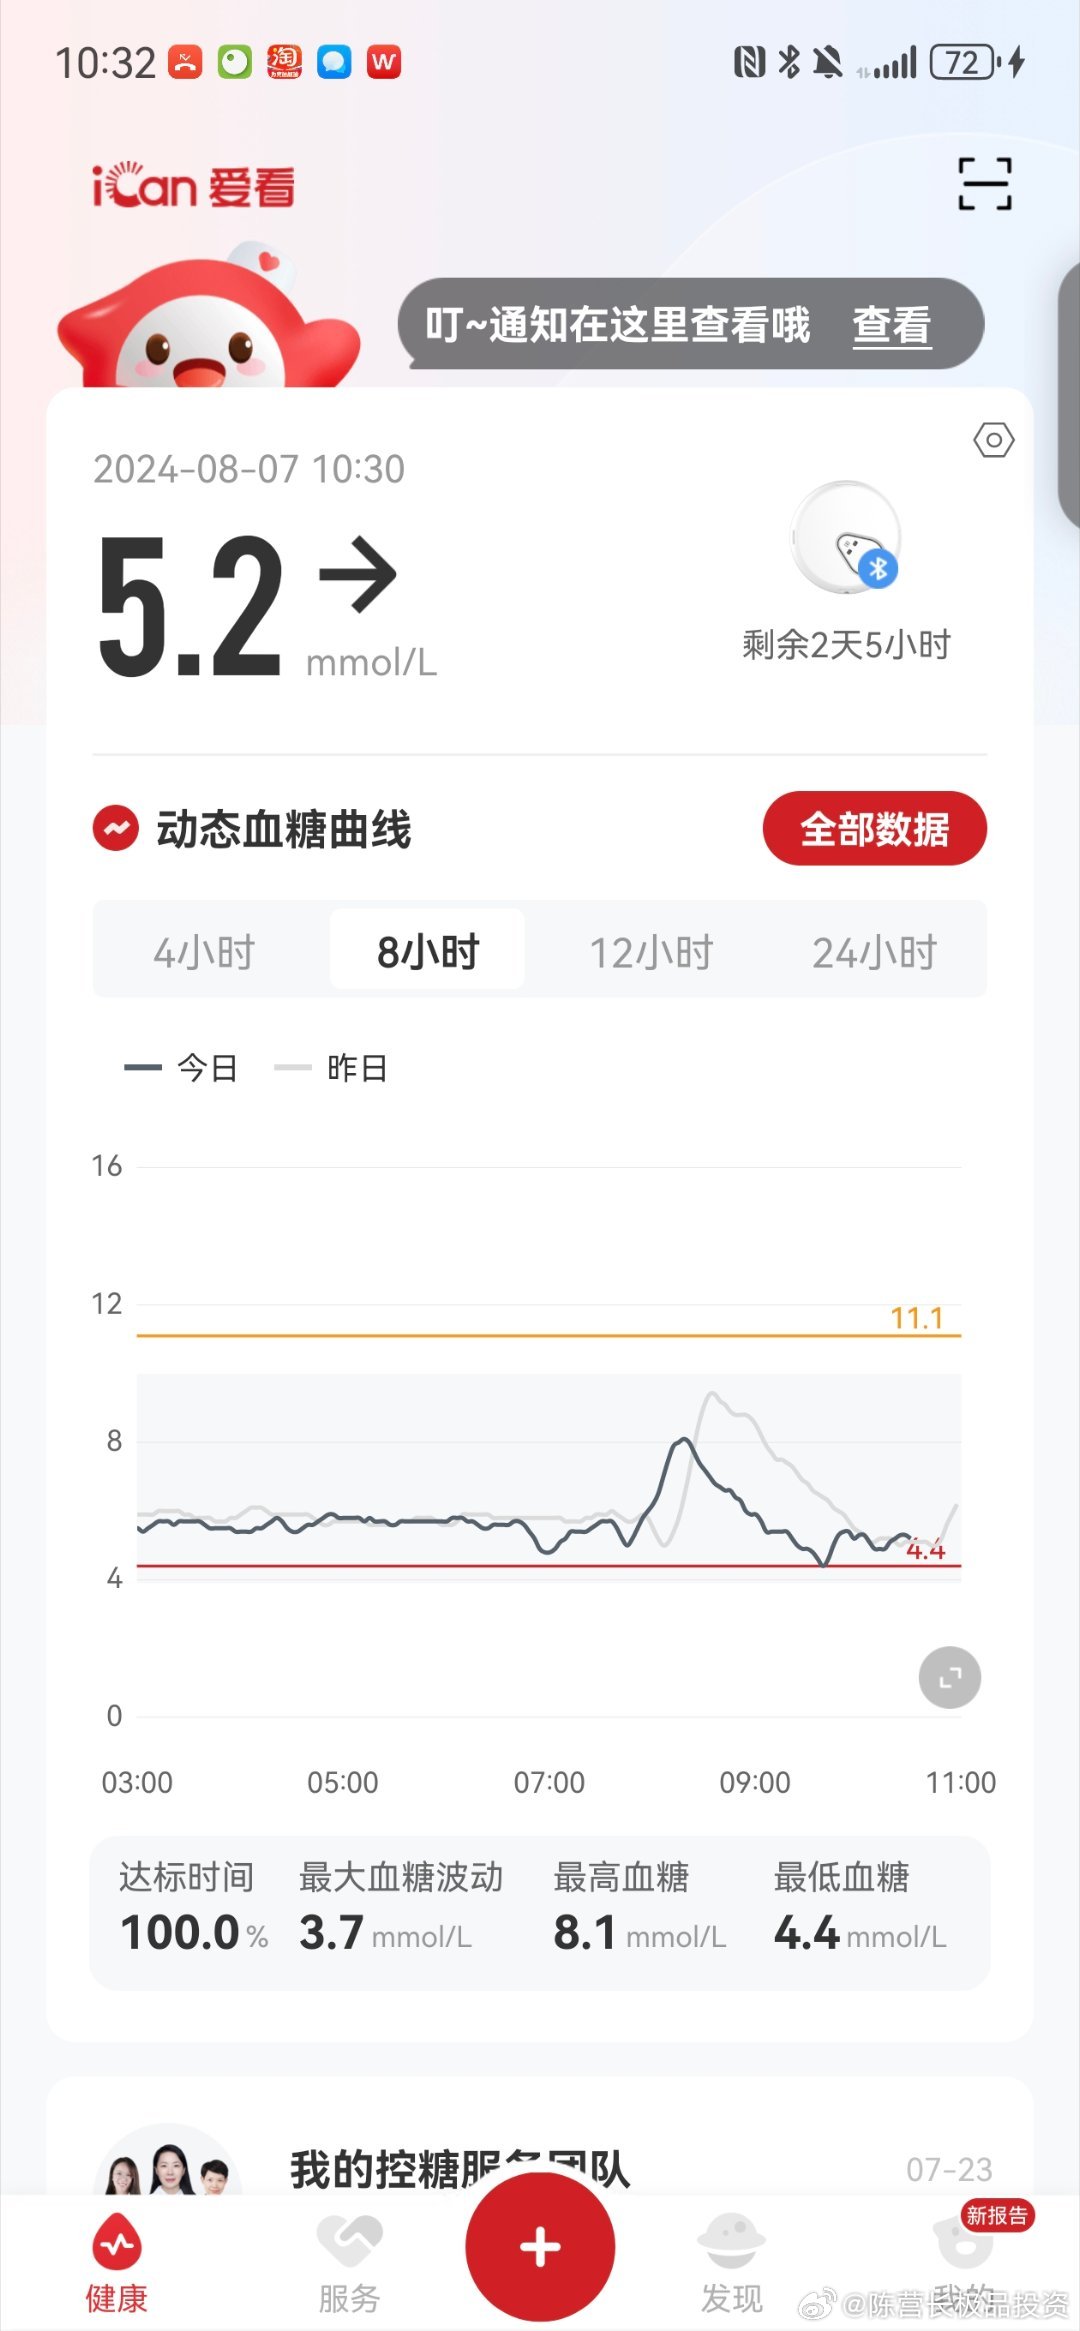 10:32
72
iCan 爱看
叮~通知在这里查看哦 查看
2024-08-07 10:30
5.2 → mmol/L
剩余2天5小时
动态血糖曲线
全部数据
4小时 8小时 12小时 24小时
今日 昨日
16
12
11.1
8
4.4
4
0
03:00 05:00 07:00 09:00 11:00
达标时间 最大血糖波动 最高血糖 最低血糖
100.0% 3.7 mmol/L 8.1 mmol/L 4.4 mmol/L
我的控糖服务团队
07-23
新报告
健康 服务 发现 我的
@陈营长极品投资